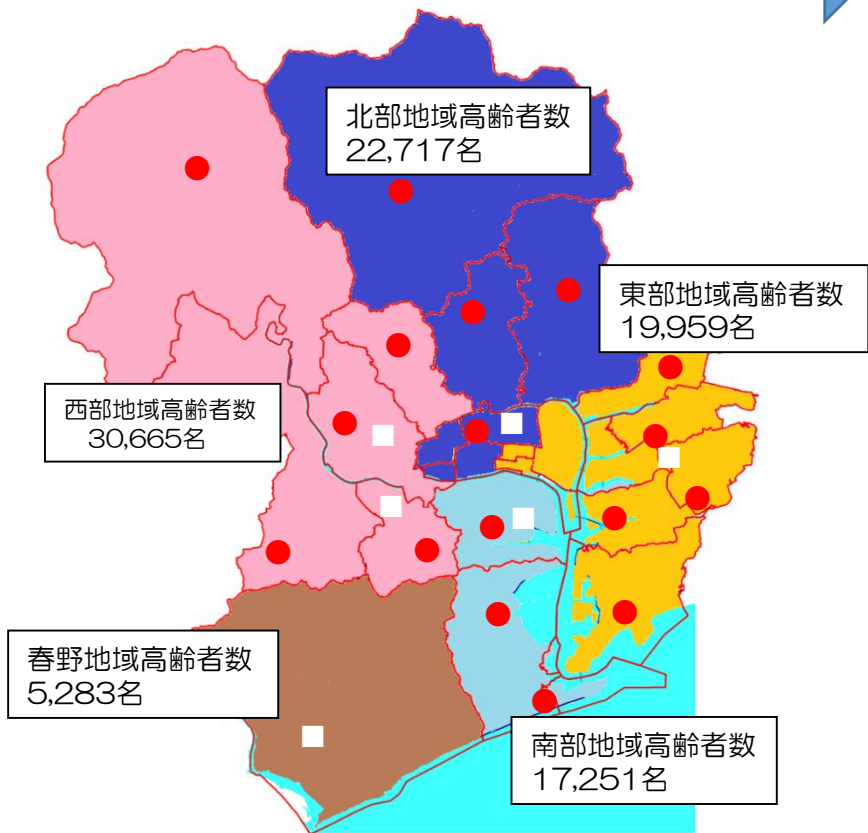 北部地域高齢者数
22,717名
東部地域高齢者数
19,959名
西部地域高齢者数
30,665名
春野地域高齢者数
5,283名
南部地域高齢者数
17,251名